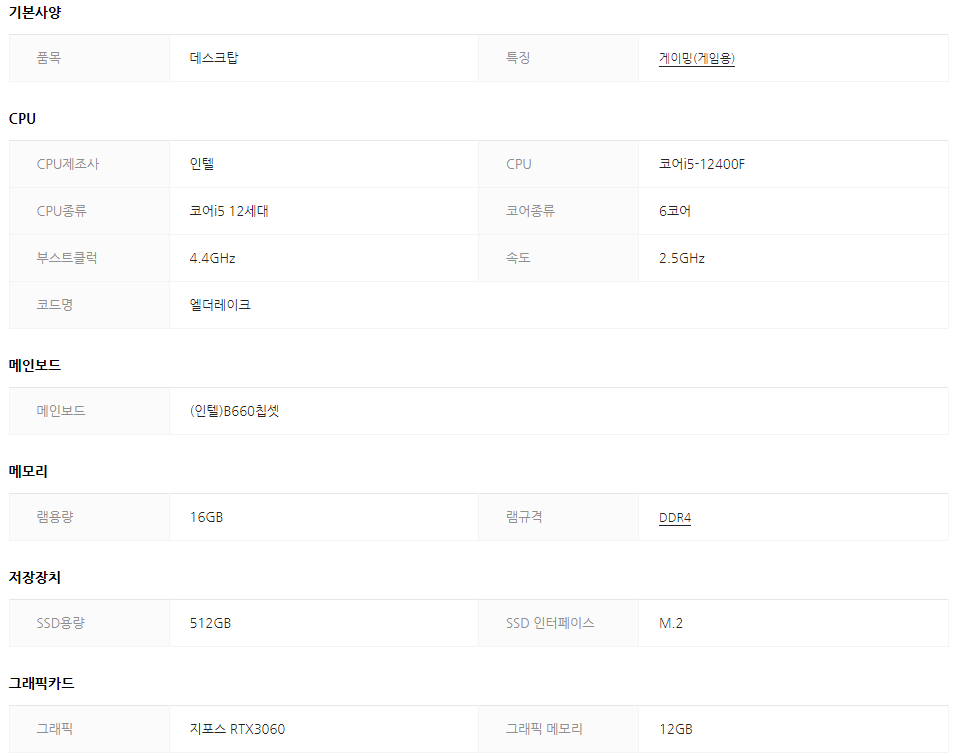 기본사양
품목 데스크탑 특징 게이밍(게임용)
CPU
CPU제조사 인텔 CPU 코어i5-12400F
CPU종류 코어i5 12세대 코어종류 6코어
부스트클럭 4.4GHz 속도 2.5GHz
코드명 엘더레이크
메인보드
메인보드 (인텔)B660칩셋
메모리
램용량 16GB 램규격 DDR4
저장장치
SSD용량 512GB SSD 인터페이스 M.2
그래픽카드
그래픽 지포스 RTX3060 그래픽 메모리 12GB